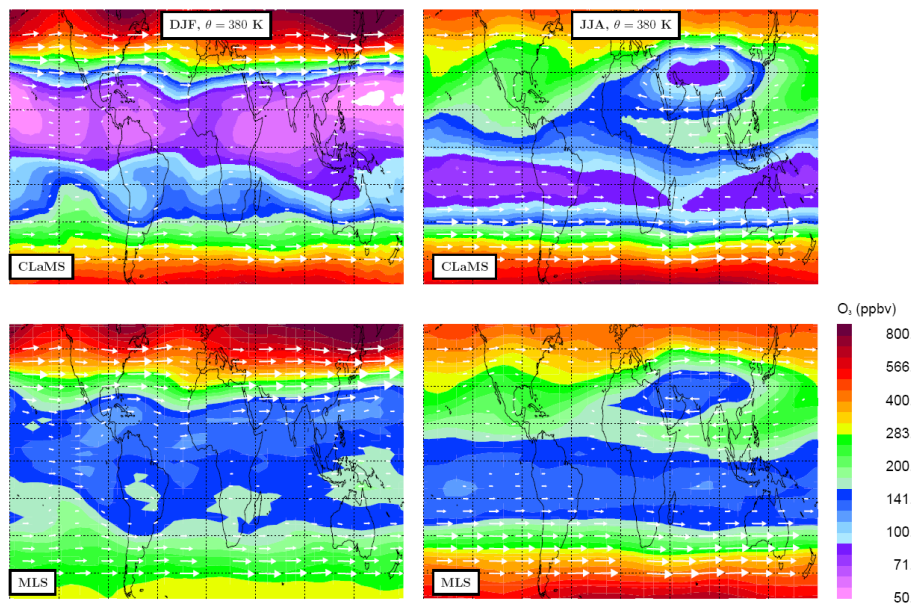 DJF, θ = 380 K
JJA, θ = 380 K
CLaMS
CLaMS
MLS
MLS
O₃ (ppbv)
800
566
400
283
200
141
100
71
50